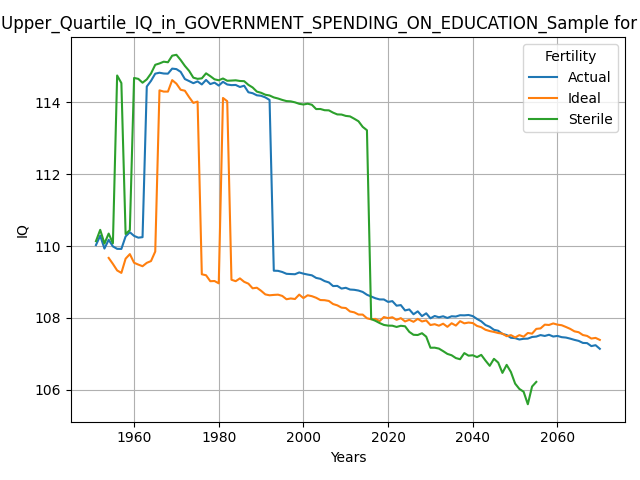 Upper_Quartile_IQ_in_GOVERNMENT_SPENDING_ON_EDUCATION_Sample for
Fertility
Actual
Ideal
Sterile
114
112
110
108
106
IQ
1960 1980 2000 2020 2040 2060
Years